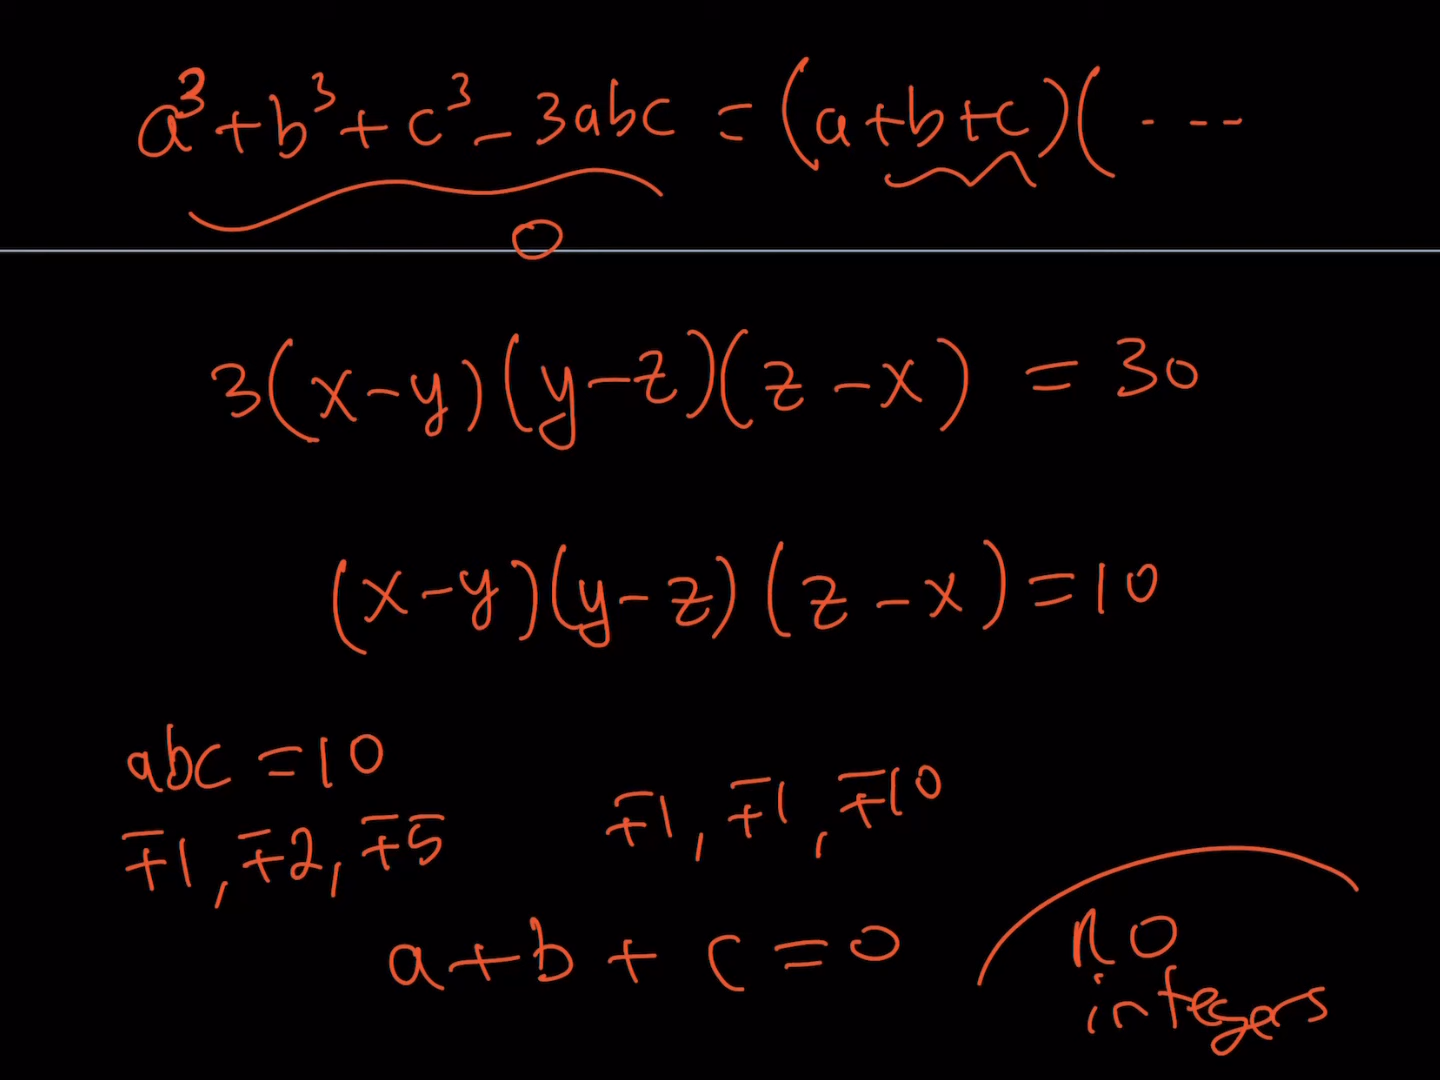 a³+b³+c³-3abc = (a+b+c)(----
0
3(x-y)(y-z)(z-x) = 30
(x-y)(y-z)(z-x)=10
abc =10
∓1, ∓2, ∓5
∓1, ∓1, ∓10
a+b+c=0
no
integers